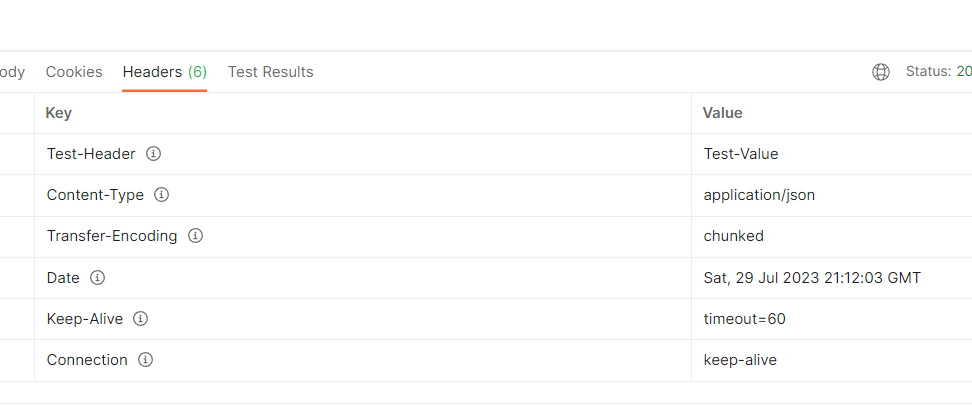 ody Cookies Headers (6) Test Results Status: 20
Key Value
Test-Header Test-Value
Content-Type application/json
Transfer-Encoding chunked
Date Sat, 29 Jul 2023 21:12:03 GMT
Keep-Alive timeout=60
Connection keep-alive